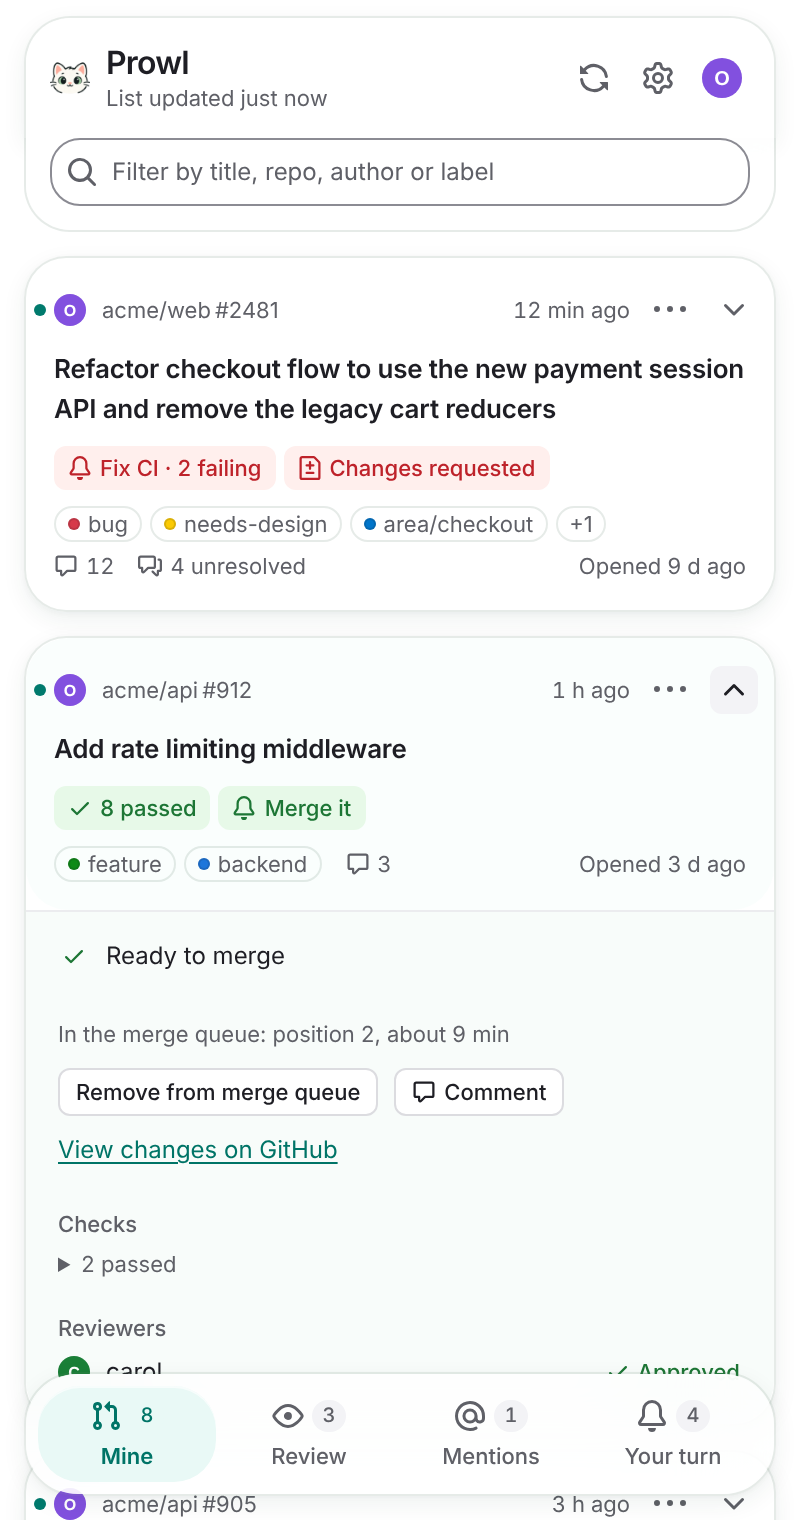 Prowl
List updated just now
O
Filter by title, repo, author or label
O acme/web #2481 12 min ago
Refactor checkout flow to use the new payment session
API and remove the legacy cart reducers
Fix CI · 2 failing Changes requested
bug needs-design area/checkout +1
12 4 unresolved Opened 9 d ago
O acme/api #912 1 h ago
Add rate limiting middleware
8 passed Merge it
feature backend 3 Opened 3 d ago
Ready to merge
In the merge queue: position 2, about 9 min
Remove from merge queue Comment
View changes on GitHub
Checks
2 passed
Reviewers
C carol Approved
8 3 1 4
Mine Review Mentions Your turn
O acme/api #905 3 h ago